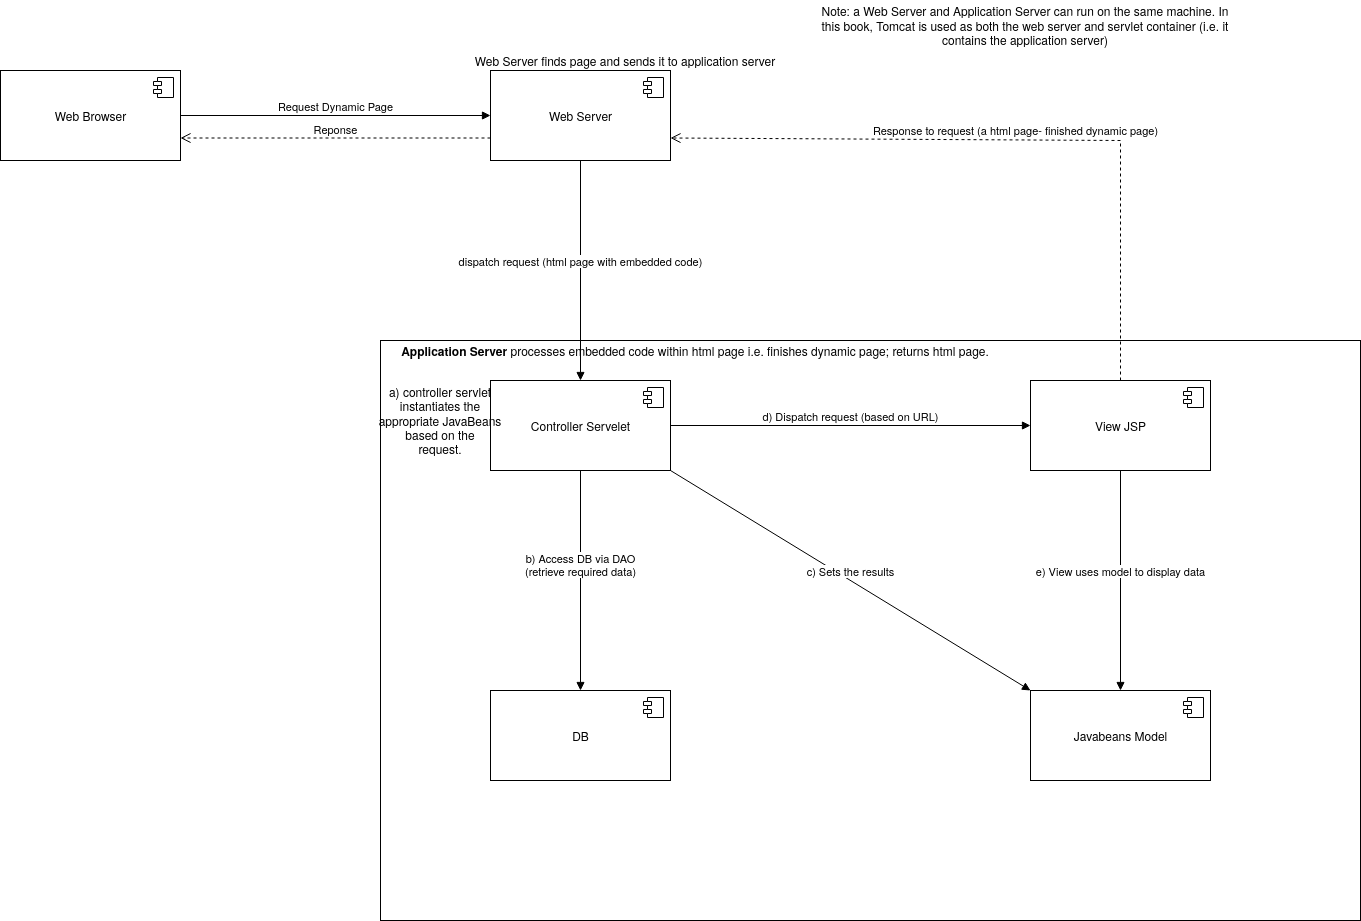 Note: a Web Server and Application Server can run on the same machine. In
this book, Tomcat is used as both the web server and servlet container (i.e. it
contains the application server)
Web Server finds page and sends it to application server
Web Browser
Request Dynamic Page
Reponse
Web Server
Response to request (a html page- finished dynamic page)
dispatch request (html page with embedded code)
Application Server processes embedded code within html page i.e. finishes dynamic page; returns html page.
a) controller servlet
instantiates the
appropriate JavaBeans
based on the
request.
Controller Servelet
d) Dispatch request (based on URL)
View JSP
b) Access DB via DAO
(retrieve required data)
c) Sets the results
e) View uses model to display data
DB
Javabeans Model